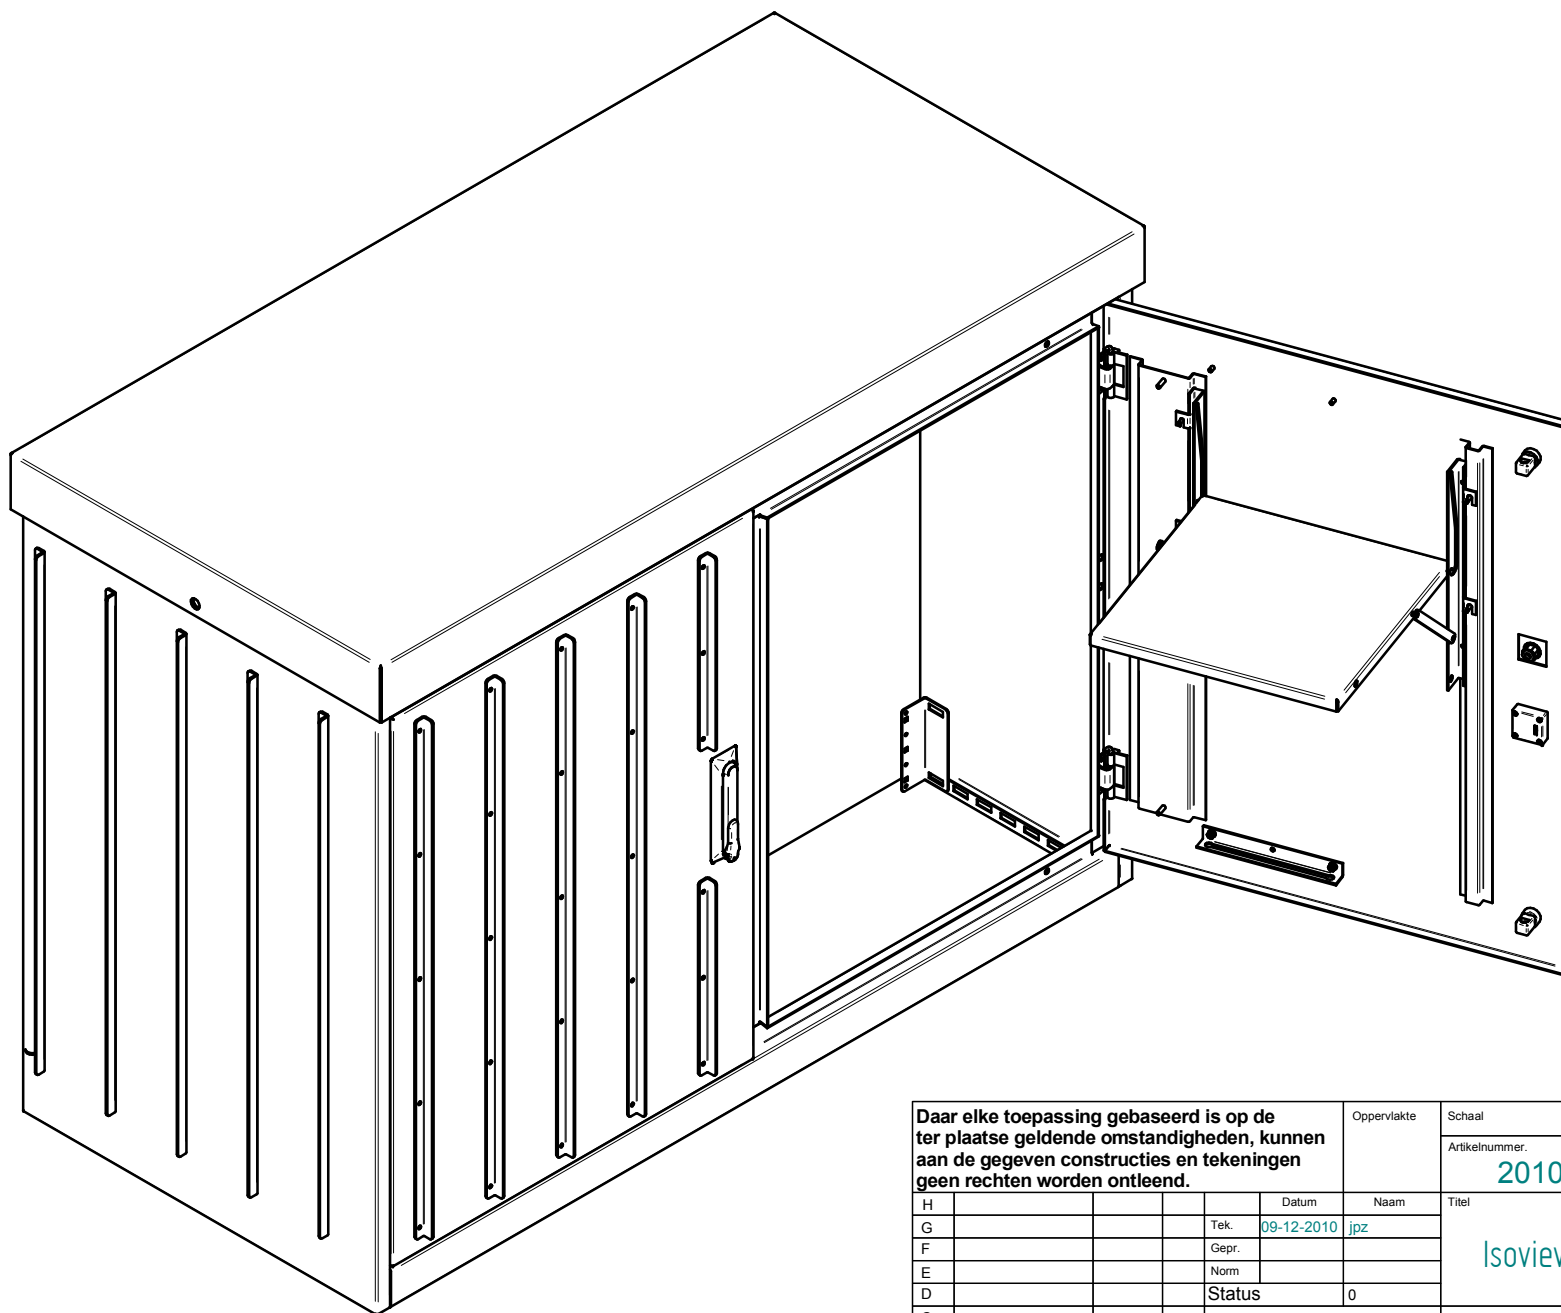 Daar elke toepassing gebaseerd is op de
ter plaatse geldende omstandigheden, kunnen
aan de gegeven constructies en tekeningen
geen rechten worden ontleend.
Oppervlakte
Schaal
Artikelnummer.
2010
H
Datum
Naam
Titel
G
Tek.
09-12-2010
jpz
F
Gepr.
Isoview
E
Norm
D
Status
0